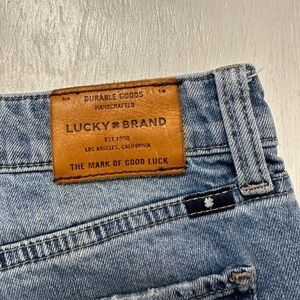 DURABLE GOODS
HANDCRAFTED
LUCKY BRAND
EST. 1990
LOS ANGELES, CALIFORNIA
THE MARK OF GOOD LUCK